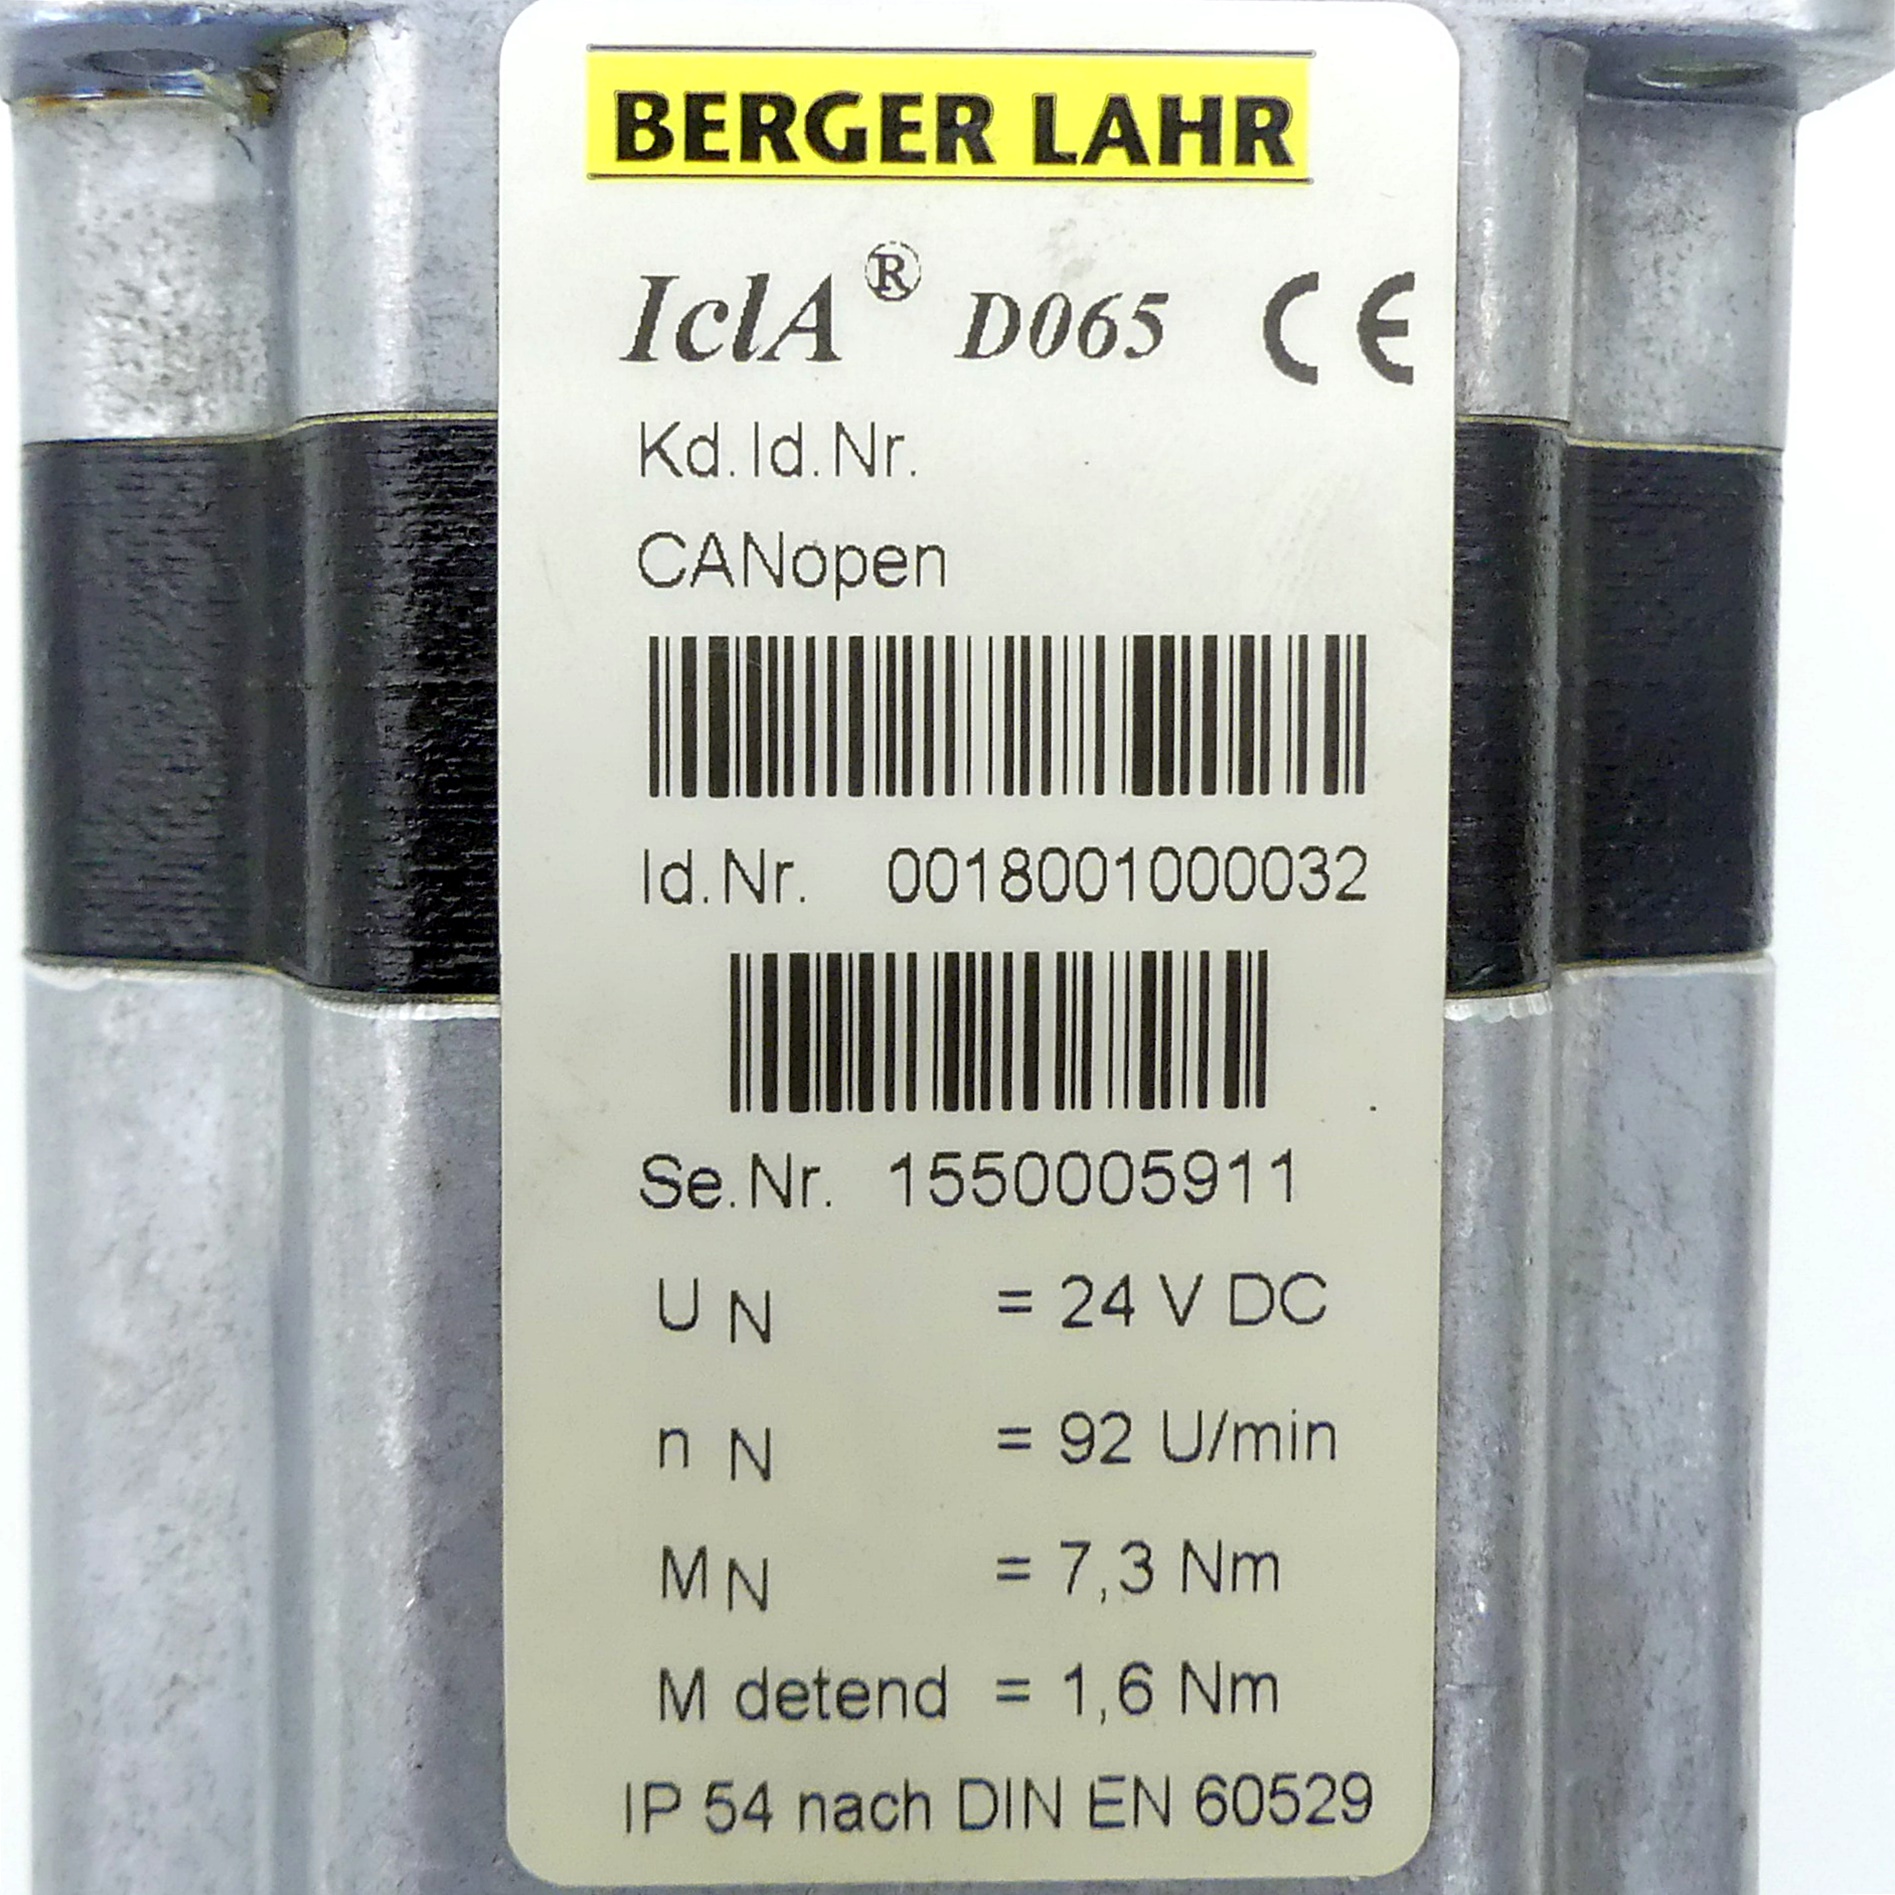 BERGER LAHR
IclA® D065 CE
Kd.Id.Nr.
CANopen
Id.Nr. 0018001000032
Se.Nr. 1550005911
U N = 24 V DC
n N = 92 U/min
M N = 7,3 Nm
M detend = 1,6 Nm
IP 54 nach DIN EN 60529